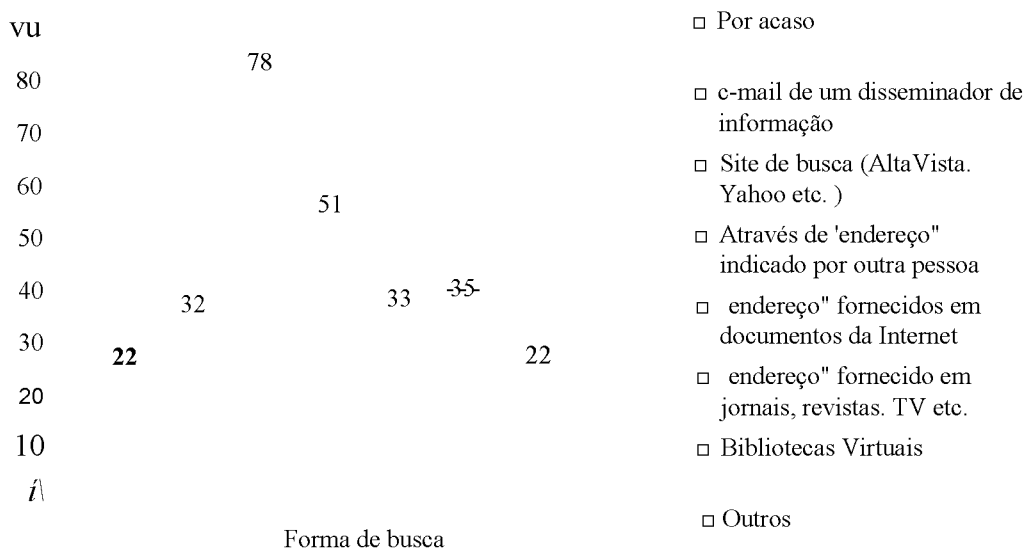 vu
80
70
60
50
40
30
20
10
í\
22
32
78
51
33
-35-
22
Forma de busca
□ Por acaso
□ c-mail de um disseminador de
informação
□ Site de busca (AltaVista.
Yahoo etc. )
□ Através de 'endereço"
indicado por outra pessoa
□ endereço" fornecidos em
documentos da Internet
□ endereço" fornecido em
jornais, revistas. TV etc.
□ Bibliotecas Virtuais
□ Outros